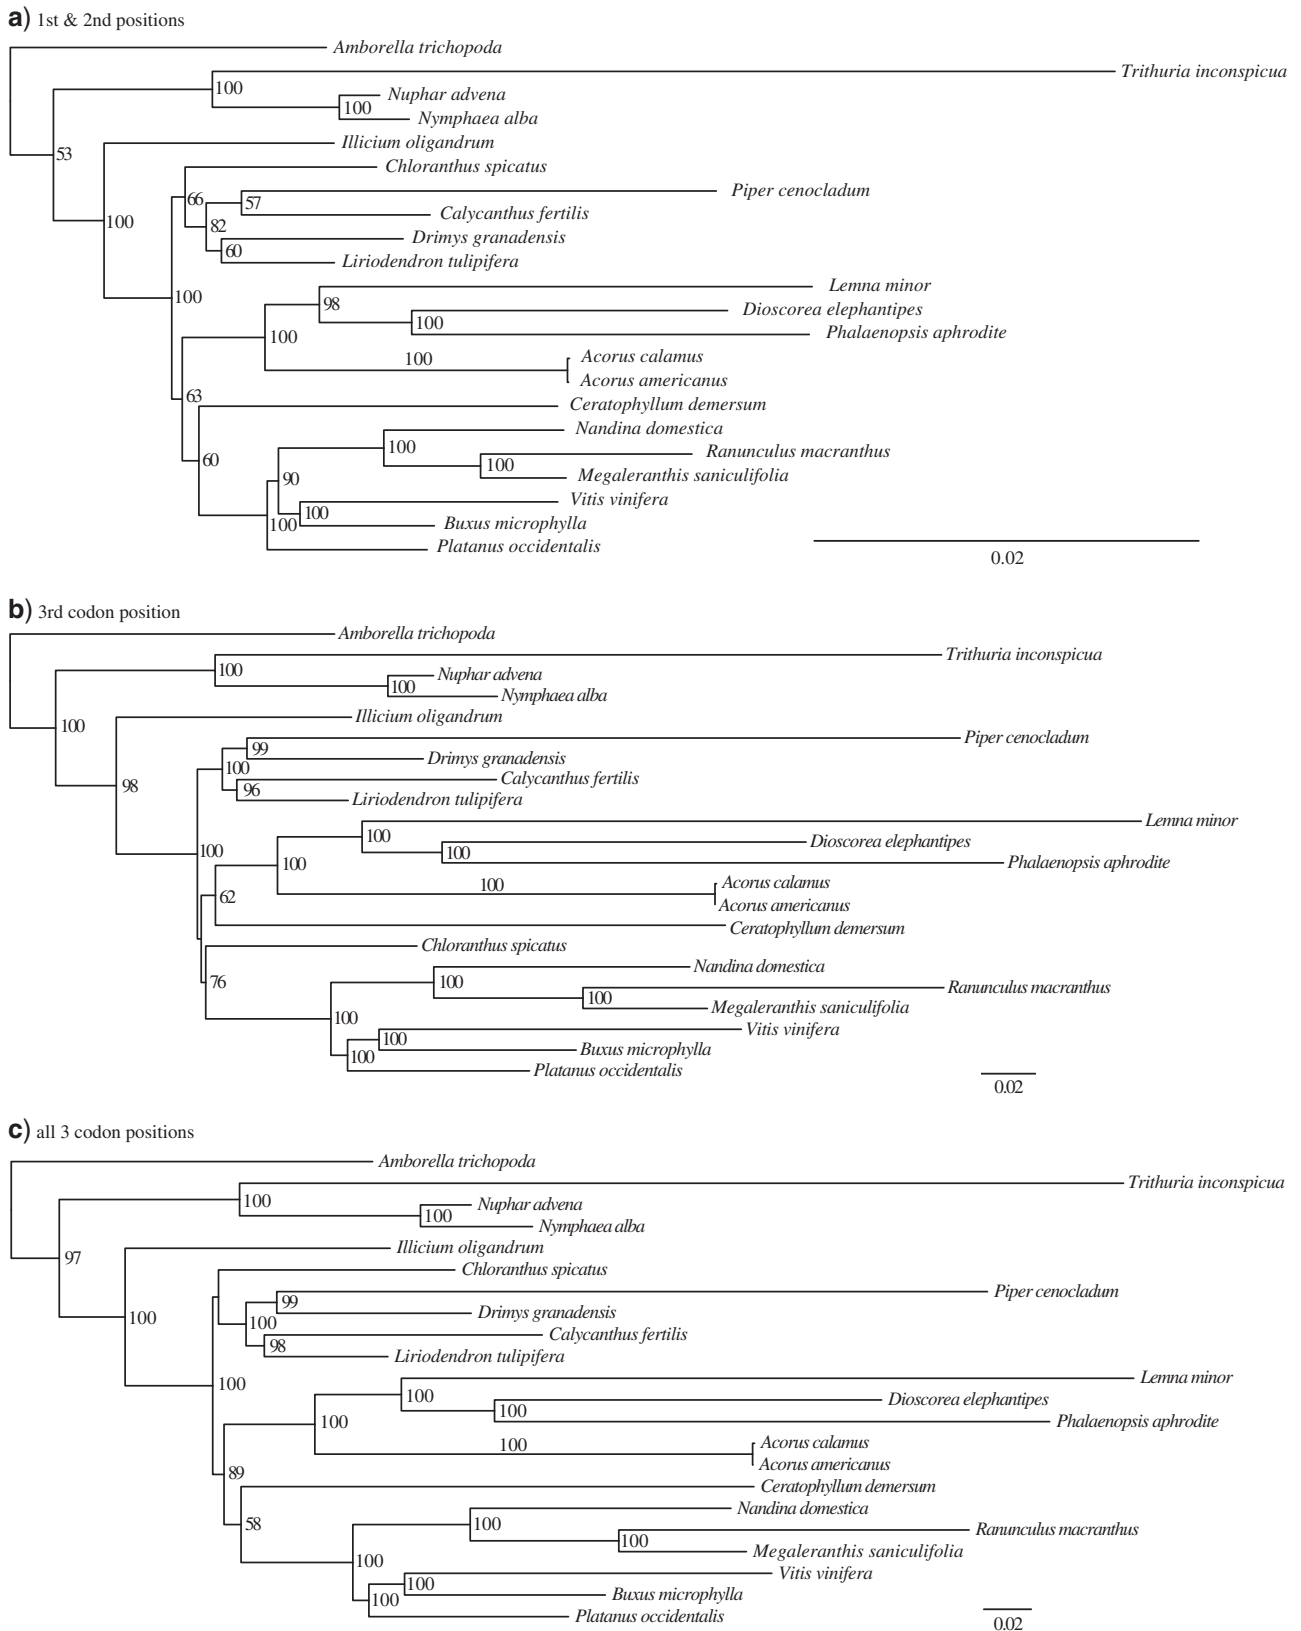 a) 1st & 2nd positions
Amborella trichopoda
Trithuria inconspicua
100
Nuphar advena
100
Nymphaea alba
Illicium oligandrum
53
Chloranthus spicatus
Piper cenocladum
66
57
Calycanthus fertilis
100
82
Drimys granadensis
60
Liriodendron tulipifera
Lemna minor
100
98
Dioscorea elephantipes
100
Phalaenopsis aphrodite
100
Acorus calamus
100
Acorus americanus
63
Ceratophyllum demersum
Nandina domestica
100
Ranunculus macranthus
60
100
Megaleranthis saniculifolia
90
Vitis vinifera
100
Buxus microphylla
100
Platanus occidentalis
0.02
b) 3rd codon position
Amborella trichopoda
Trithuria inconspicua
100
Nuphar advena
100
Nymphaea alba
Illicium oligandrum
100
Piper cenocladum
99
Drimys granadensis
100
Calycanthus fertilis
98
96
Liriodendron tulipifera
Lemna minor
100
Dioscorea elephantipes
100
100
Phalaenopsis aphrodite
100
Acorus calamus
100
Acorus americanus
62
Ceratophyllum demersum
Chloranthus spicatus
Nandina domestica
76
100
Ranunculus macranthus
100
Megaleranthis saniculifolia
100
Vitis vinifera
100
Buxus microphylla
100
Platanus occidentalis
0.02
c) all 3 codon positions
Amborella trichopoda
Trithuria inconspicua
100
Nuphar advena
100
Nymphaea alba
Illicium oligandrum
97
Chloranthus spicatus
Piper cenocladum
99
Drimys granadensis
100
100
Calycanthus fertilis
98
Liriodendron tulipifera
Lemna minor
100
100
Dioscorea elephantipes
100
Phalaenopsis aphrodite
100
Acorus calamus
100
Acorus americanus
89
Ceratophyllum demersum
Nandina domestica
58
100
Ranunculus macranthus
100
Megaleranthis saniculifolia
100
Vitis vinifera
100
Buxus microphylla
100
Platanus occidentalis
0.02